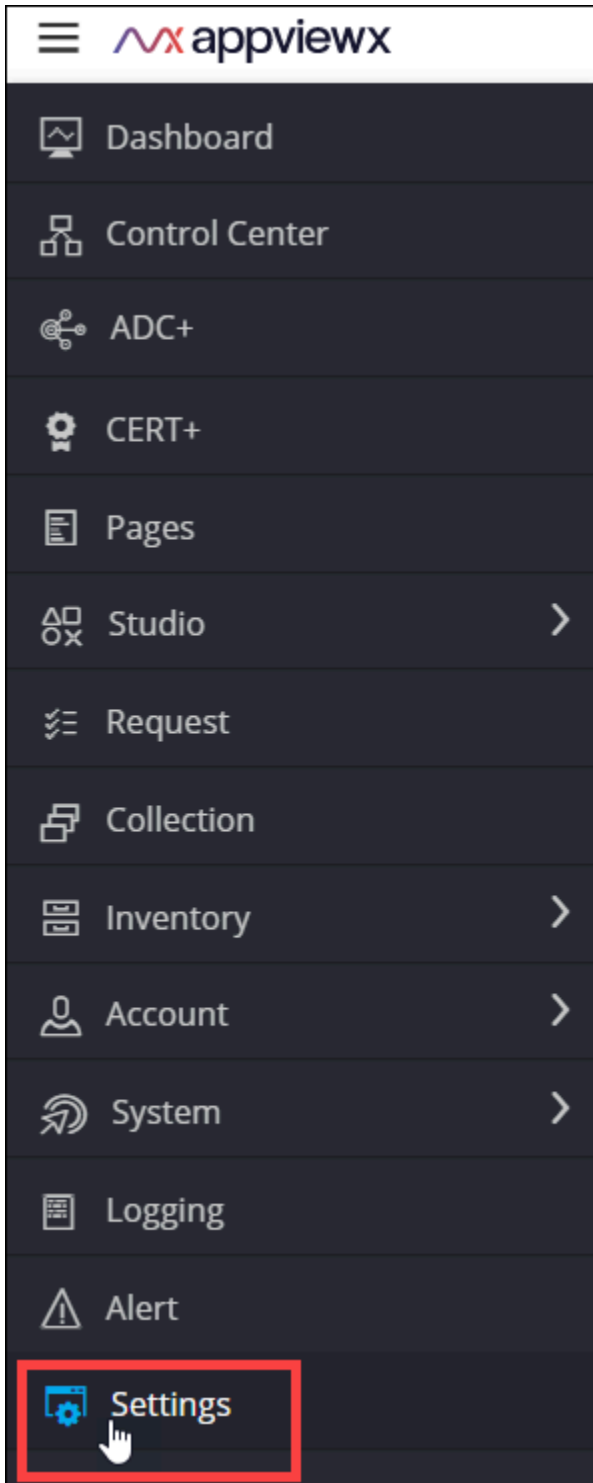 appviewx
Dashboard
Control Center
ADC+
CERT+
Pages
Studio
Request
Collection
Inventory
Account
System
Logging
Alert
Settings